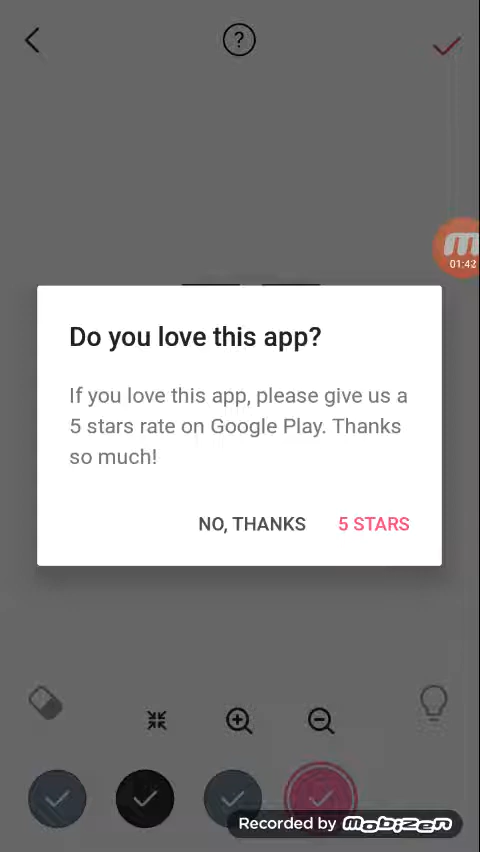 ?
01:42
Do you love this app?
If you love this app, please give us a
5 stars rate on Google Play. Thanks
so much!
NO, THANKS 5 STARS
Recorded by mobizen